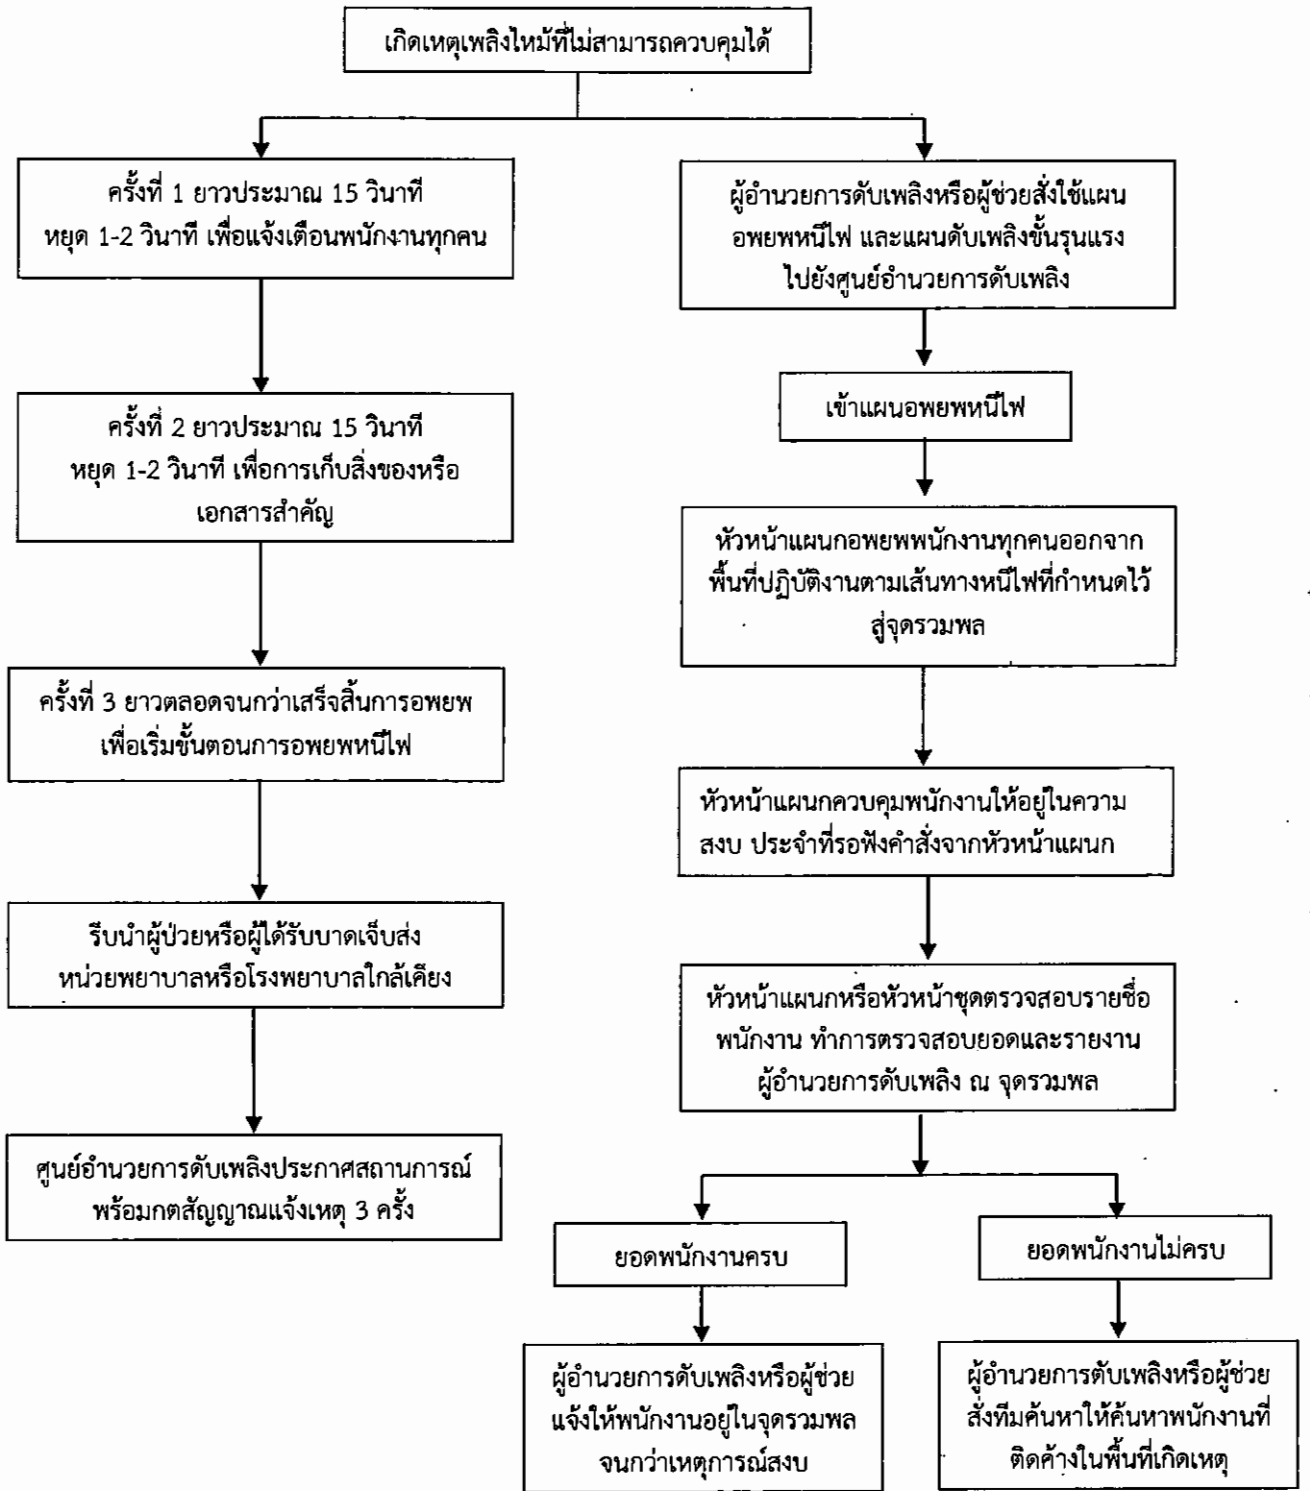 เกิดเหตุเพลิงไหม้ที่ไม่สามารถควบคุมได้
ครั้งที่ 1 ยาวประมาณ 15 วินาที
หยุด 1-2 วินาที เพื่อแจ้งเตือนพนักงานทุกคน
ครั้งที่ 2 ยาวประมาณ 15 วินาที
หยุด 1-2 วินาที เพื่อการเก็บสิ่งของหรือ
เอกสารสำคัญ
ครั้งที่ 3 ยาวตลอดจนกว่าเสร็จสิ้นการอพยพ
เพื่อเริ่มขั้นตอนการอพยพหนีไฟ
รีบนำผู้ป่วยหรือผู้ได้รับบาดเจ็บส่ง
หน่วยพยาบาลหรือโรงพยาบาลใกล้เคียง
ศูนย์อำนวยการดับเพลิงประกาศสถานการณ์
พร้อมกดสัญญาณแจ้งเหตุ 3 ครั้ง
ผู้อำนวยการดับเพลิงหรือผู้ช่วยสั่งใช้แผน
อพยพหนีไฟ และแผนดับเพลิงขั้นรุนแรง
ไปยังศูนย์อำนวยการดับเพลิง
เข้าแผนอพยพหนีไฟ
หัวหน้าแผนกอพยพพนักงานทุกคนออกจาก
พื้นที่ปฏิบัติงานตามเส้นทางหนีไฟที่กำหนดไว้
สู่จุดรวมพล
หัวหน้าแผนกควบคุมพนักงานให้อยู่ในความ
สงบ ประจำที่รอฟังคำสั่งจากหัวหน้าแผนก
หัวหน้าแผนกหรือหัวหน้าชุดตรวจสอบรายชื่อ
พนักงาน ทำการตรวจสอบยอดและรายงาน
ผู้อำนวยการดับเพลิง ณ จุดรวมพล
ยอดพนักงานครบ
ผู้อำนวยการดับเพลิงหรือผู้ช่วย
แจ้งให้พนักงานอยู่ในจุดรวมพล
จนกว่าเหตุการณ์สงบ
ยอดพนักงานไม่ครบ
ผู้อำนวยการดับเพลิงหรือผู้ช่วย
สั่งทีมค้นหาให้ค้นหาพนักงานที่
ติดค้างในพื้นที่เกิดเหตุ